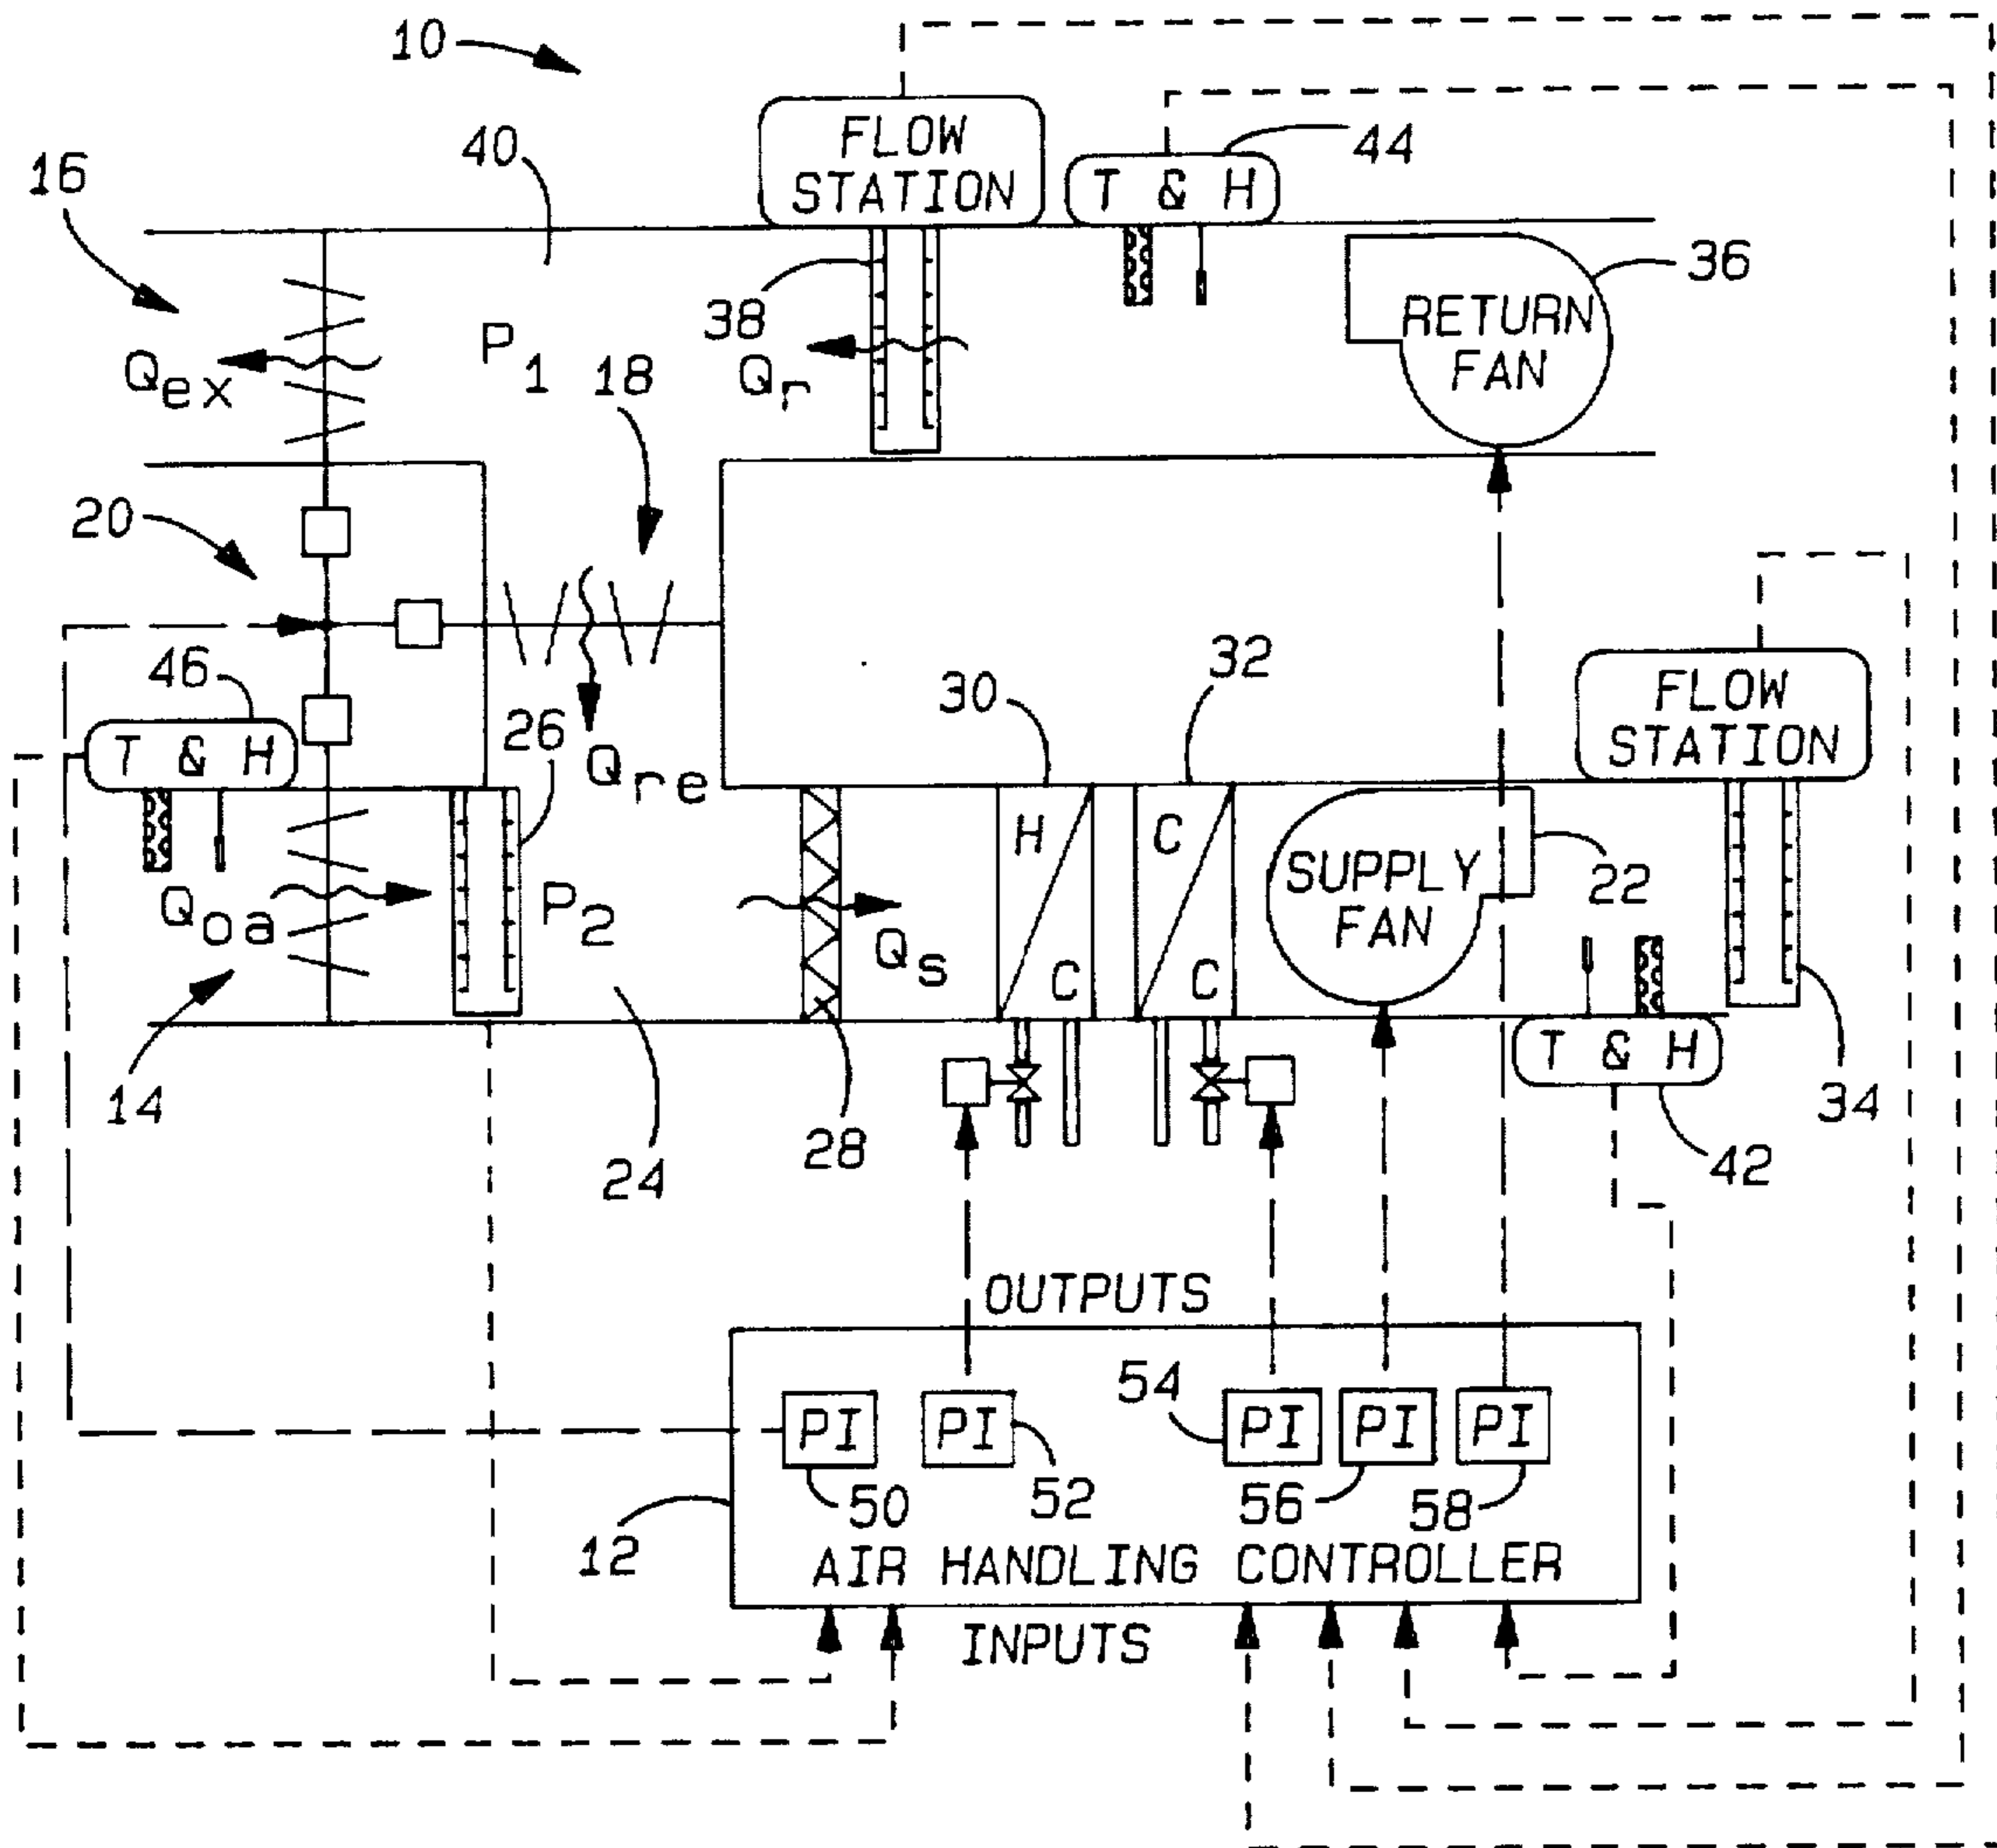 10
FLOW
STATION
40
T & H
44
16
38
36
RETURN
FAN
Qex
P1
18
Qr
20
46
T & H
26
Qre
30
32
FLOW
STATION
H
C
C
C
SUPPLY
FAN
22
Qoa
P2
Qs
14
24
28
T & H
42
34
OUTPUTS
PI
PI
54
PI
PI
PI
50
52
56
58
12
AIR HANDLING CONTROLLER
INPUTS